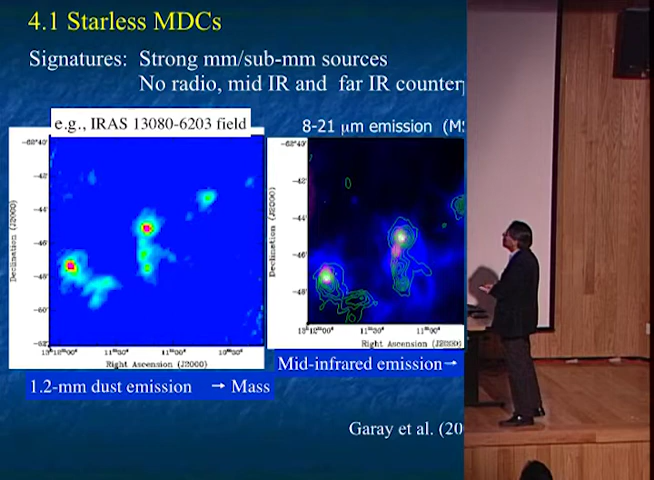 4.1 Starless MDCs
Signatures: Strong mm/sub-mm sources
No radio, mid IR and far IR counter
e.g., IRAS 13080-6203 field
8-21 μm emission (M
Declination (J2000)
Right Ascension (J2000)
Declination (J2000)
Right Ascension (J2000)
1.2-mm dust emission → Mass
Mid-infrared emission→
Garay et al. (20